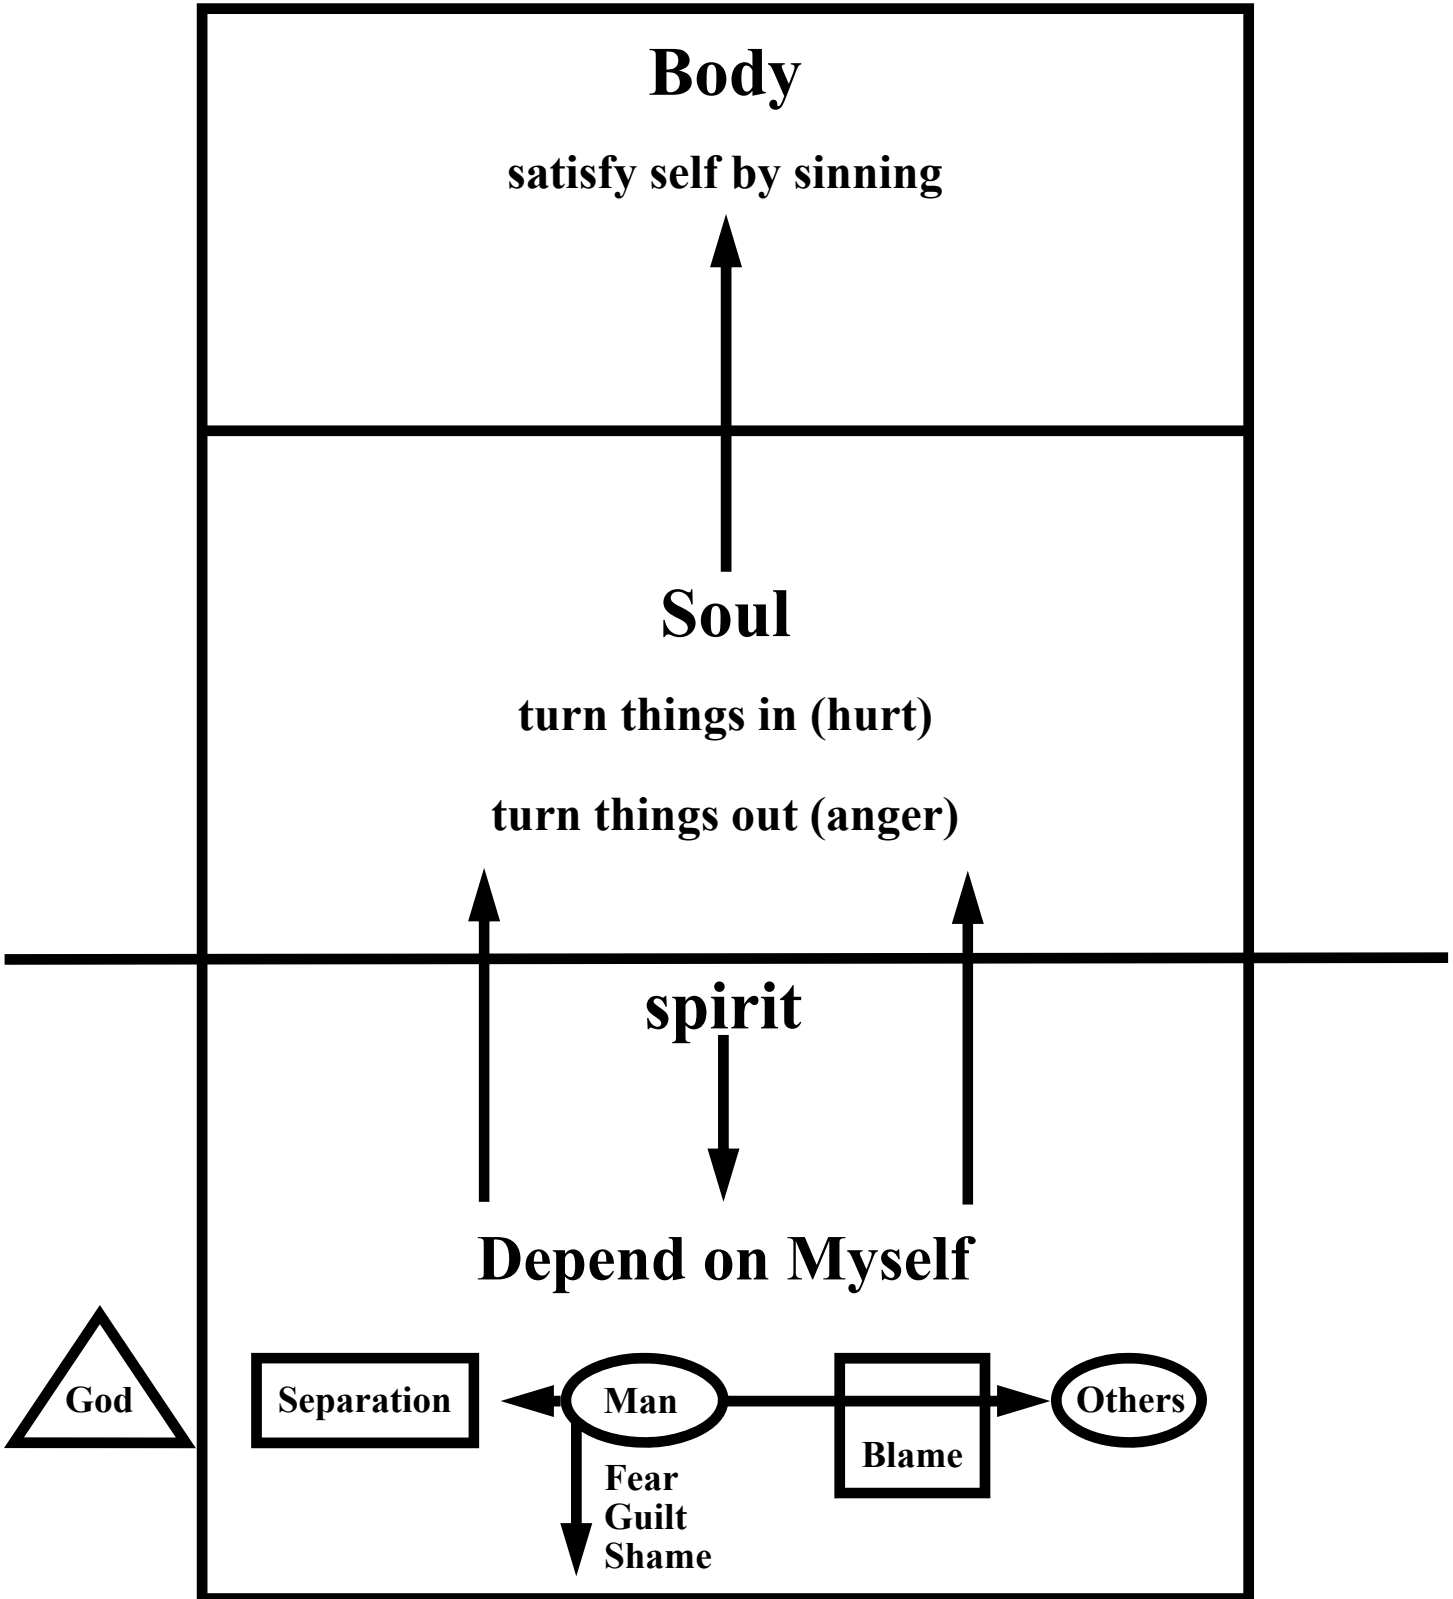 Body
satisfy self by sinning
Soul
turn things in (hurt)
turn things out (anger)
spirit
Depend on Myself
God
Separation
Man
Others
Blame
Fear
Guilt
Shame